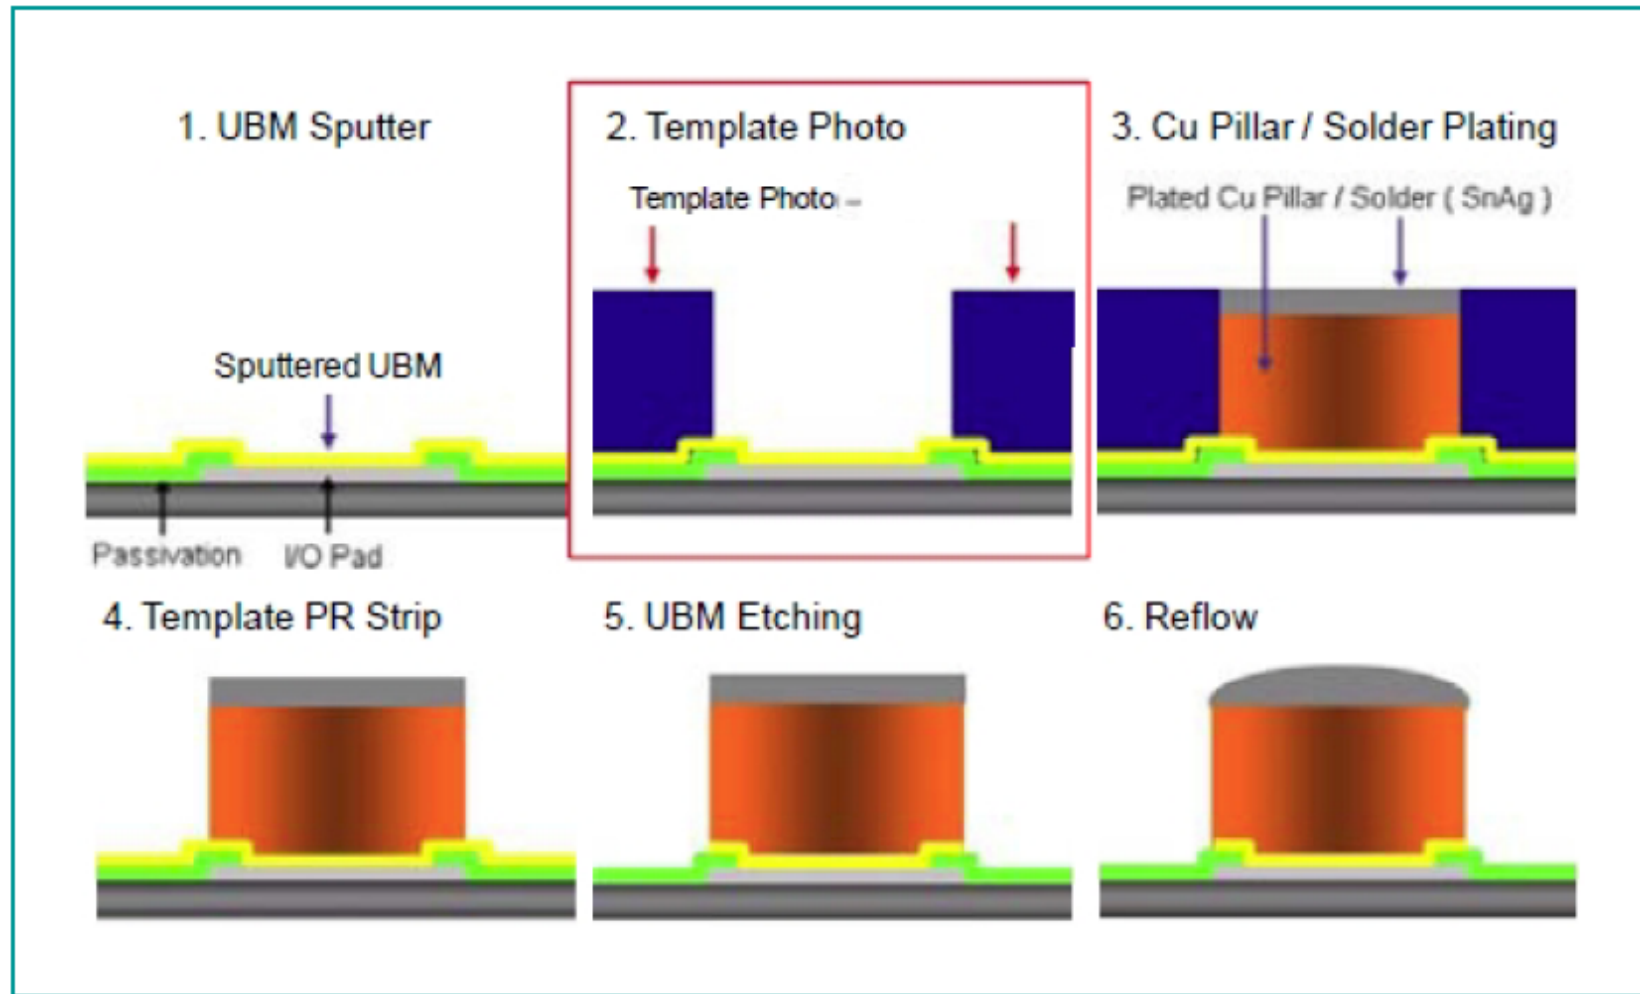 1. UBM Sputter
2. Template Photo
3. Cu Pillar / Solder Plating
Template Photo –
Plated Cu Pillar / Solder ( SnAg )
Sputtered UBM
Passivation
I/O Pad
4. Template PR Strip
5. UBM Etching
6. Reflow